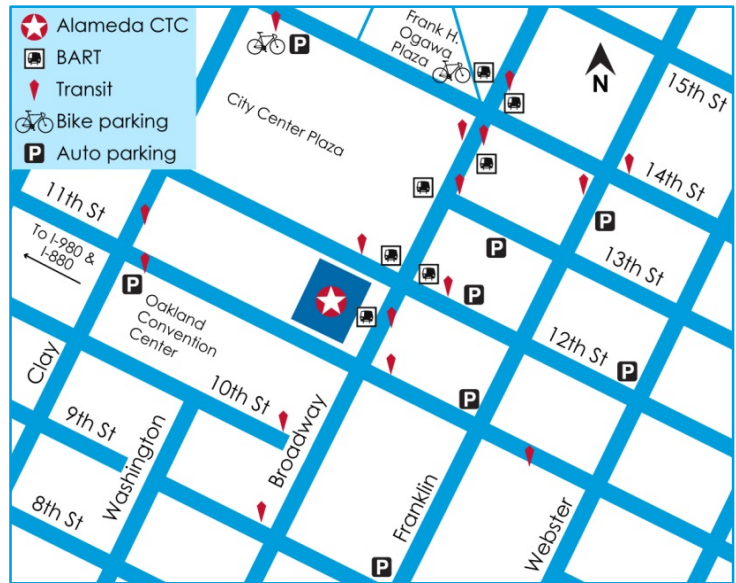 Alameda CTC
BART
Transit
Bike parking
P Auto parking
P
Frank H.
Ogawa
Plaza
N
15th St
City Center Plaza
14th St
11th St
P
13th St
To I-980 &
I-880
P
P
P
Oakland
Convention
Center
12th St
P
Clay
10th St
P
9th St
Washington
Broadway
Franklin
Webster
8th St
P